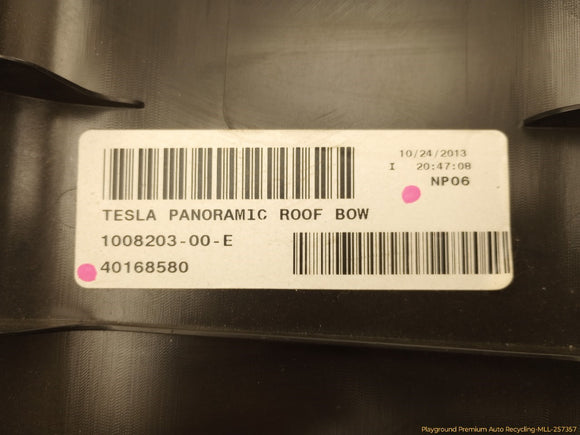 10/24/2013
I 20:47:08
NP06
TESLA PANORAMIC ROOF BOW
1008203-00-E
40168580
Playground Premium Auto Recycling-MLL-257357